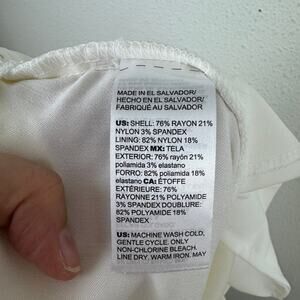 MADE IN EL SALVADOR/
HECHO EN EL SALVADOR/
FABRIQUÉ AU SALVADOR
US: SHELL: 76% RAYON 21%
NYLON 3% SPANDEX
LINING: 82% NYLON 18%
SPANDEX MX: TELA
EXTERIOR: 76% rayón 21%
poliamida 3% elastano
FORRO: 82% poliamida 18%
elastano CA: ÉTOFFE
EXTÉRIEURE: 76%
RAYONNE 21% POLYAMIDE
3% SPANDEX DOUBLURE:
82% POLYAMIDE 18%
SPANDEX
US: MACHINE WASH COLD,
GENTLE CYCLE. ONLY
NON-CHLORINE BLEACH.
LINE DRY. WARM IRON. MAY